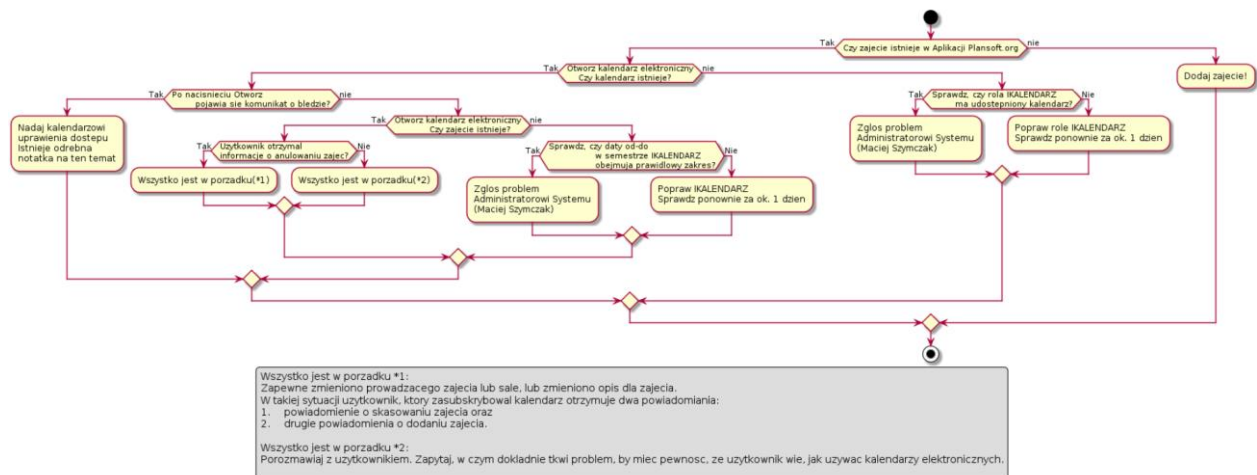 Czy zajecie istnieje w Aplikacji Plansoft.org
Tak
nie
Otworz kalendarz elektroniczny
Czy kalendarz istnieje?
Tak
nie
Dodaj zajecie!
Po nacisnieciu Otworz
pojawia sie komunikat o bledzie?
Tak
nie
Sprawdz, czy rola IKALENDARZ
ma udostepniony kalendarz?
Tak
Nie
Nadaj kalendarzowi
uprawienia dostepu
Istnieje odrebna
notatka na ten temat
Otworz kalendarz elektroniczny
Czy zajecie istnieje?
Tak
nie
Zglos problem
Administratorowi Systemu
(Maciej Szymczak)
Popraw role IKALENDARZ
Sprawdz ponownie za ok. 1 dzien
Uzytkownik otrzymal
informacje o anulowaniu zajec?
Tak
Nie
Sprawdz, czy daty od-do
w semestrze IKALENDARZ
obejmuja prawidlowy zakres?
Tak
Nie
Wszystko jest w porzadku(*1)
Wszystko jest w porzadku(*2)
Zglos problem
Administratorowi Systemu
(Maciej Szymczak)
Popraw IKALENDARZ
Sprawdz ponownie za ok. 1 dzien
Wszystko jest w porzadku *1:
Zapewne zmieniono prowadzacego zajecia lub sale, lub zmieniono opis dla zajecia.
W takiej sytuacji uzytkownik, ktory zasubskrybowal kalendarz otrzymuje dwa powiadomiania:
1. powiadomienie o skasowaniu zajecia oraz
2. drugie powiadomienia o dodaniu zajecia.
Wszystko jest w porzadku *2:
Porozmawiaj z uzytkownikiem. Zapytaj, w czym dokladnie tkwi problem, by miec pewnosc, ze uzytkownik wie, jak uzywac kalendarzy elektronicznych.